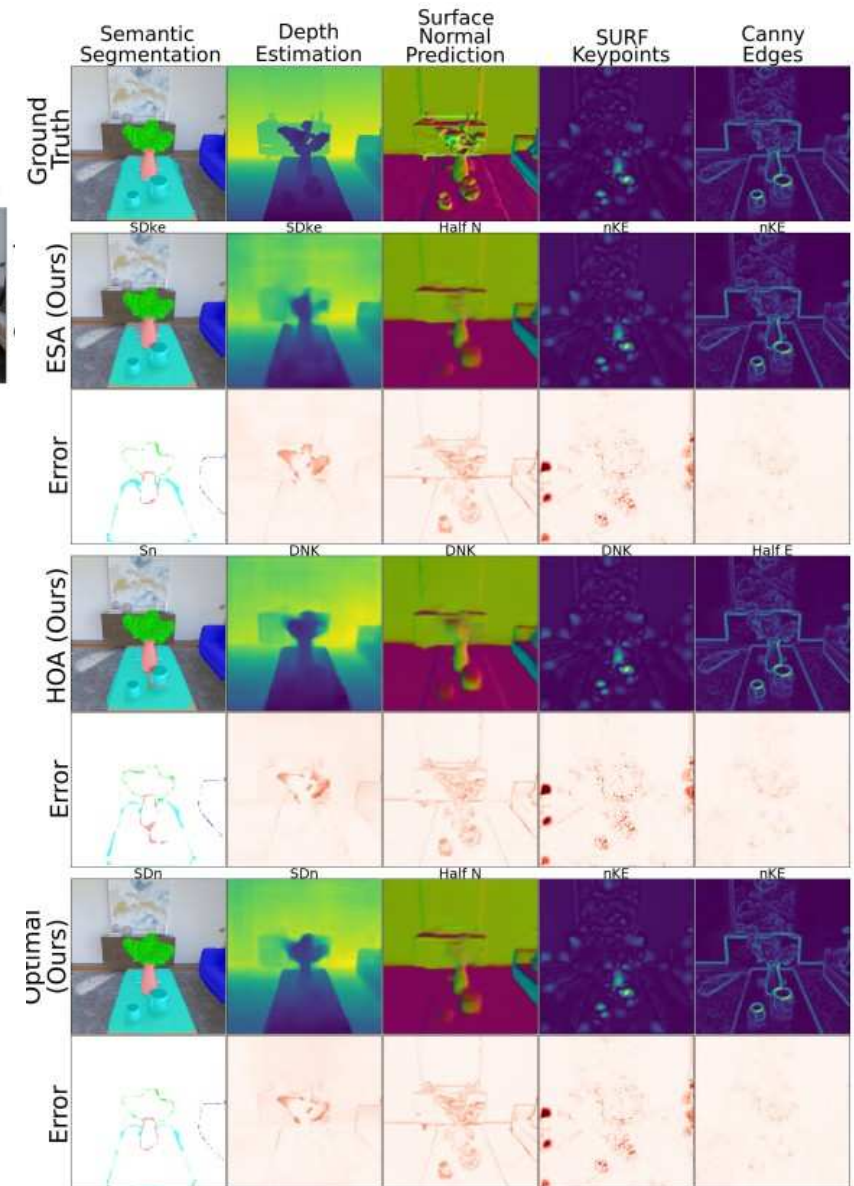 Semantic
Segmentation
Depth
Estimation
Surface
Normal
Prediction
SURF
Keypoints
Canny
Edges
Ground
Truth
SDke
SDke
Half N
nKE
nKE
ESA (Ours)
Error
Sn
DNK
DNK
DNK
Half E
HOA (Ours)
Error
SDn
SDn
Half N
nKE
nKE
Optimal
(Ours)
Error